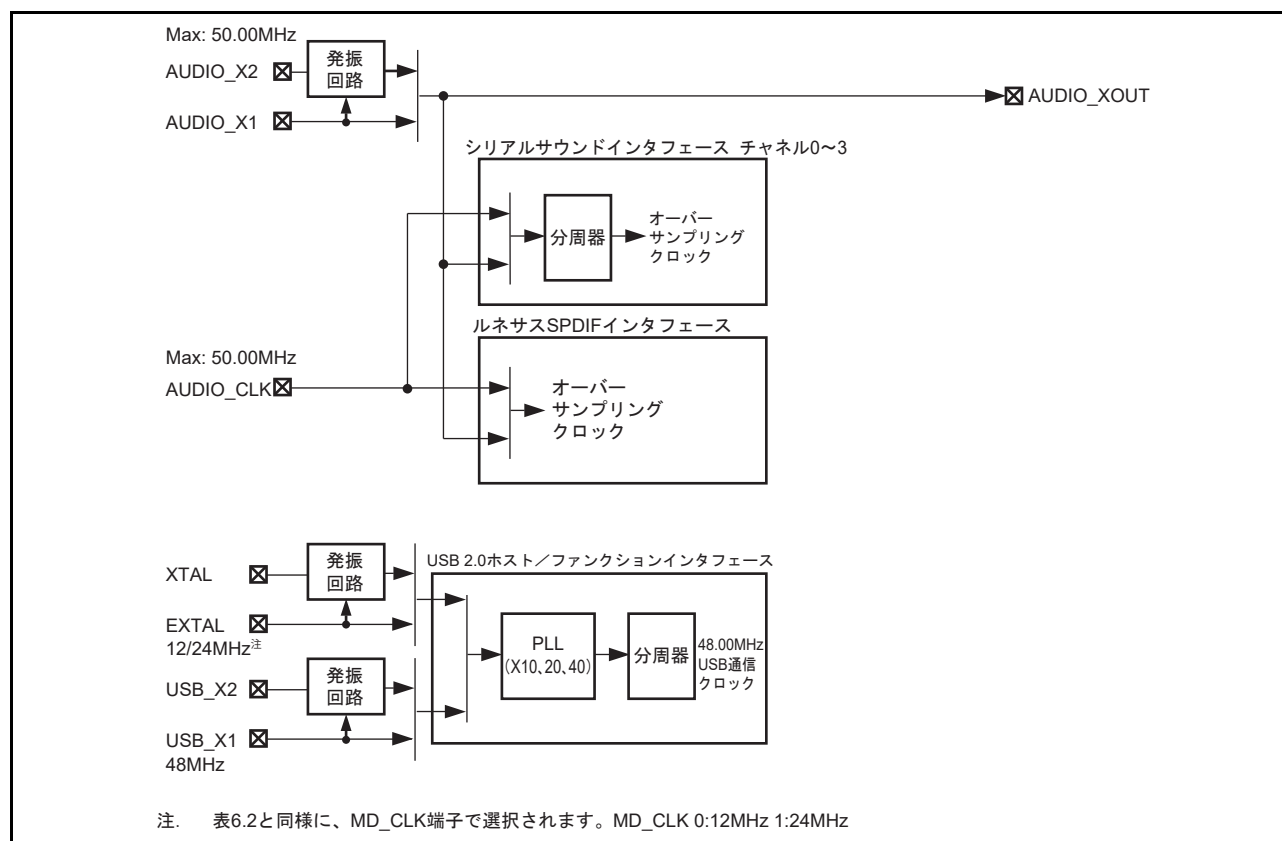 Max: 50.00MHz
AUDIO_X2
発振
回路
AUDIO_X1
AUDIO_XOUT
シリアルサウンドインタフェース チャネル0～3
分周器
オーバー
サンプリング
クロック
ルネサスSPDIFインタフェース
Max: 50.00MHz
AUDIO_CLK
オーバー
サンプリング
クロック
XTAL
発振
回路
EXTAL
12/24MHz注
USB 2.0ホスト／ファンクションインタフェース
PLL
(X10、20、40)
分周器
48.00MHz
USB通信
クロック
USB_X2
発振
回路
USB_X1
48MHz
注. 表6.2と同様に、MD_CLK端子で選択されます。MD_CLK 0:12MHz 1:24MHz